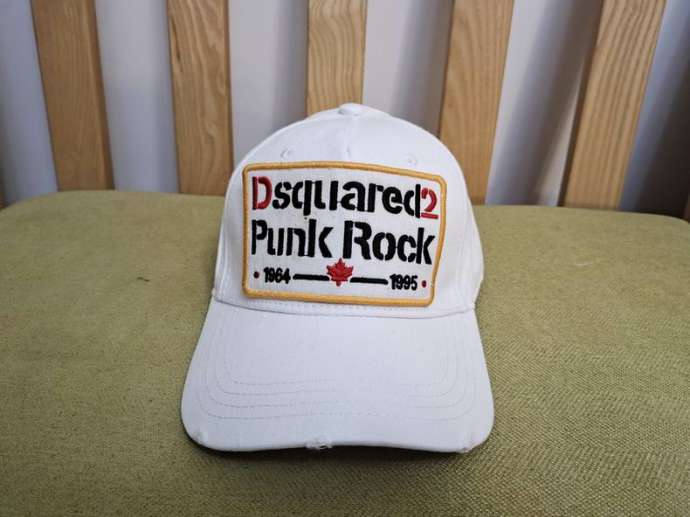 Dsquared2
Punk Rock
• 1964 — 1995 •